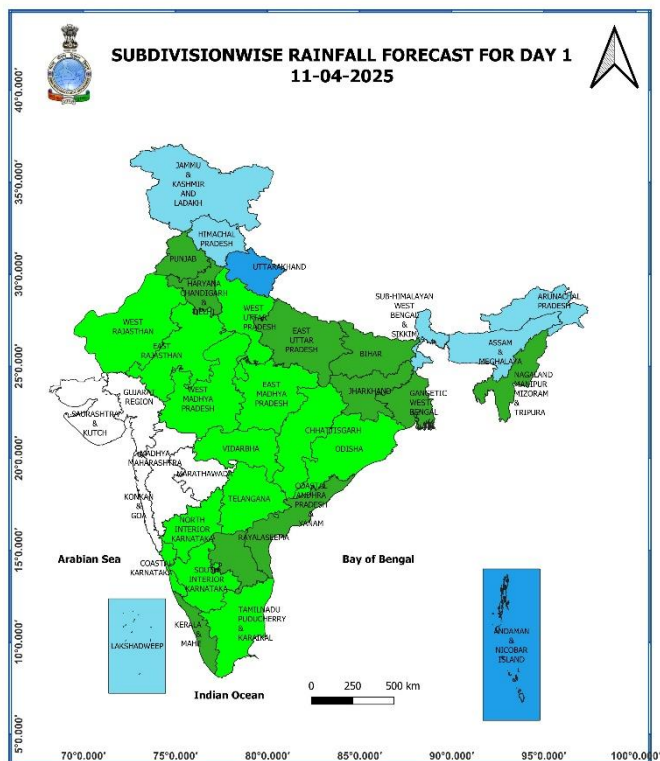 SUBDIVISIONWISE RAINFALL FORECAST FOR DAY 1
11-04-2025
40°0.000'
35°0.000'
30°0.000'
25°0.000'
20°0.000'
15°0.000'
10°0.000'
5°0.000'
JAMMU
&
KASHMIR
AND
LADAKH
HIMACHAL
PRADESH
PUNJAB
UTTARAKHAND
HARYANA
CHANDIGARH
&
DELHI
WEST
UTTAR
PRADESH
WEST
RAJASTHAN
EAST
RAJASTHAN
EAST
UTTAR
PRADESH
BIHAR
SUB-HIMALAYAN
WEST
BENGAL
&
SIKKIM
ARUNACHAL
PRADESH
ASSAM
&
MEGHALAYA
NAGALAND
MANIPUR
MIZORAM
&
TRIPURA
JHARKHAND
GANGETIC
WEST
BENGAL
GUJARAT
REGION
SAURASHTRA
&
KUTCH
WEST
MADHYA
PRADESH
EAST
MADHYA
PRADESH
CHHATTISGARH
ODISHA
VIDARBHA
MADHYA
MAHARASHTRA
MARATHAWADA
KONKAN
&
GOA
TELANGANA
COASTAL
ANDHRA
PRADESH
&
YANAM
NORTH
INTERIOR
KARNATAKA
RAYALASEEMA
COASTAL
KARNATAKA
SOUTH
INTERIOR
KARNATAKA
TAMILNADU
PUDUCHERRY
&
KARAIKAL
KERALA
&
MAHE
LAKSHADWEEP
ANDAMAN
&
NICOBAR
ISLAND
Arabian Sea
Bay of Bengal
Indian Ocean
0 250 500 km
70°0.000' 75°0.000' 80°0.000' 85°0.000' 90°0.000' 95°0.000' 100°0.000'